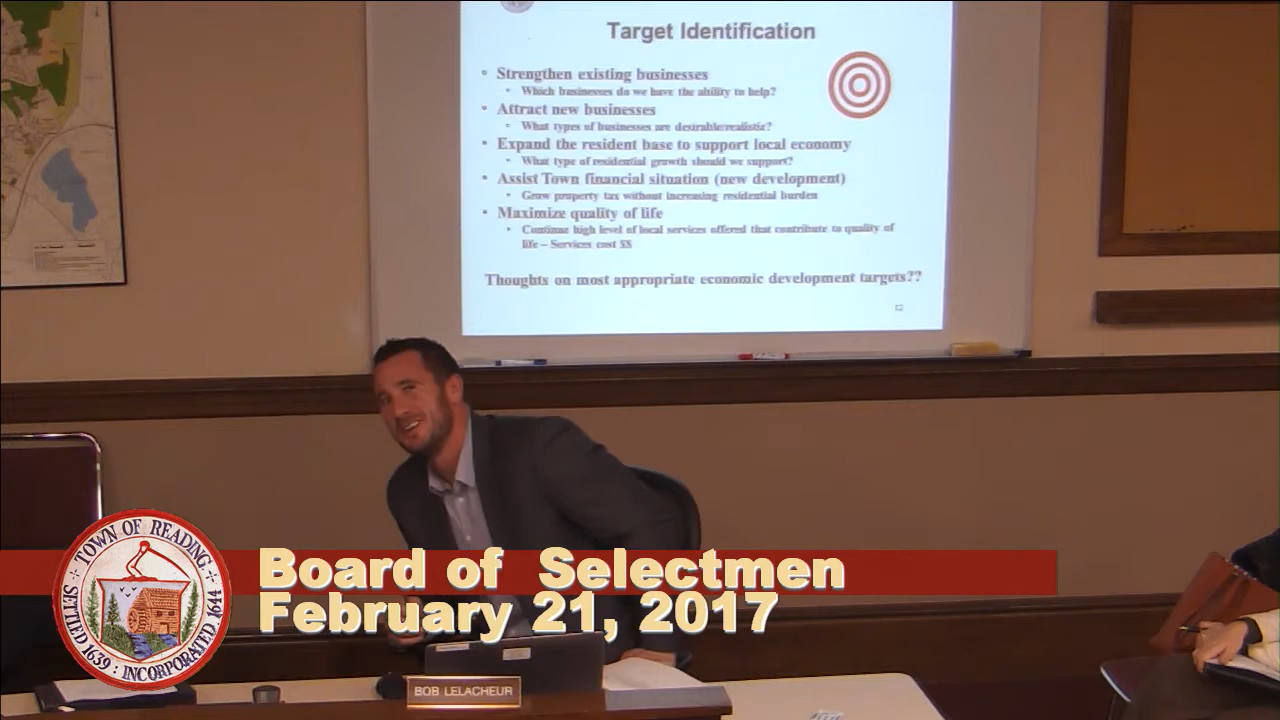 Target Identification
• Strengthen existing businesses
• Which businesses do we have the ability to help?
• Attract new businesses
• What types of businesses are desirable/realistic?
• Expand the resident base to support local economy
• What type of residential growth should we support?
• Assist Town financial situation (new development)
• Grow property tax without increasing residential burden
• Maximize quality of life
• Continue high level of local services offered that contribute to quality of
life – Services cost $$
Thoughts on most appropriate economic development targets??
12
TOWN OF READING
SETTLED 1639 : INCORPORATED 1644
Board of Selectmen
February 21, 2017
BOB LELACHEUR